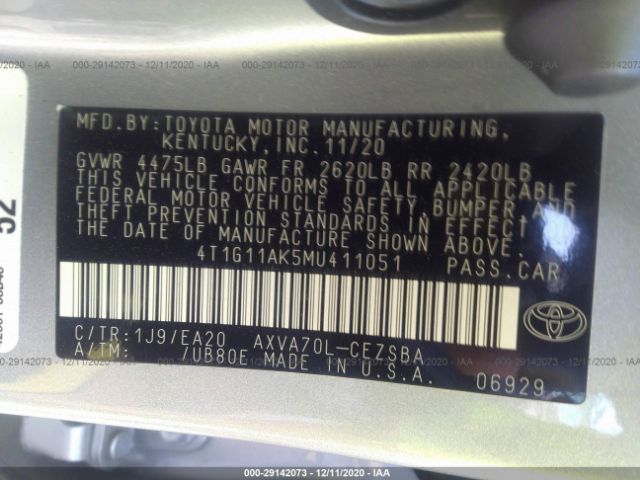 000-29142073 - 12/11/2020 - IAA
MFD.BY:TOYOTA MOTOR MANUFACTURING,
KENTUCKY,INC.11/20
GVWR 4475LB GAWR FR 2620LB RR 2420LB
THIS VEHICLE CONFORMS TO ALL APPLICABLE
FEDERAL MOTOR VEHICLE SAFETY,BUMPER,AND
THEFT PREVENTION STANDARDS IN EFFECT ON
THE DATE OF MANUFACTURE SHOWN ABOVE.
4T1G11AK5MU411051 PASS.CAR
C/TR:1J9/EA20 AXVA70L-CEZSBA
A/TM: /UB80E MADE IN U.S.A. 06929
52
000-29142073 - 12/11/2020 - IAA